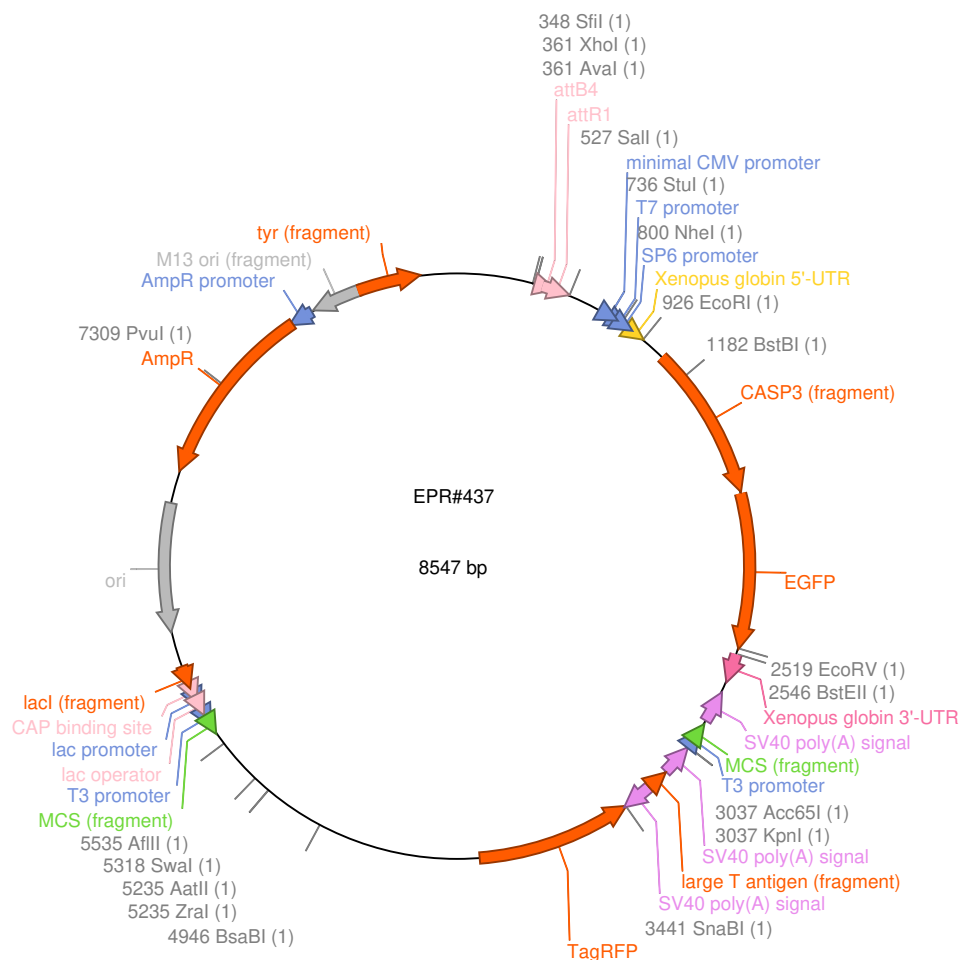 348 SfiI (1)
361 XhoI (1)
361 AvaI (1)
attB4
attR1
527 SalI (1)
minimal CMV promoter
736 StuI (1)
T7 promoter
800 NheI (1)
SP6 promoter
Xenopus globin 5'-UTR
926 EcoRI (1)
1182 BstBI (1)
CASP3 (fragment)
EGFP
2519 EcoRV (1)
2546 BstEII (1)
Xenopus globin 3'-UTR
SV40 poly(A) signal
MCS (fragment)
T3 promoter
3037 Acc65I (1)
3037 KpnI (1)
SV40 poly(A) signal
large T antigen (fragment)
SV40 poly(A) signal
3441 SnaBI (1)
TagRFP
4946 BsaBI (1)
5235 ZraI (1)
5235 AatII (1)
5318 SwaI (1)
5535 AflII (1)
MCS (fragment)
T3 promoter
lac operator
lac promoter
CAP binding site
lacI (fragment)
ori
AmpR
7309 PvuI (1)
AmpR promoter
M13 ori (fragment)
tyr (fragment)
EPR#437
8547 bp